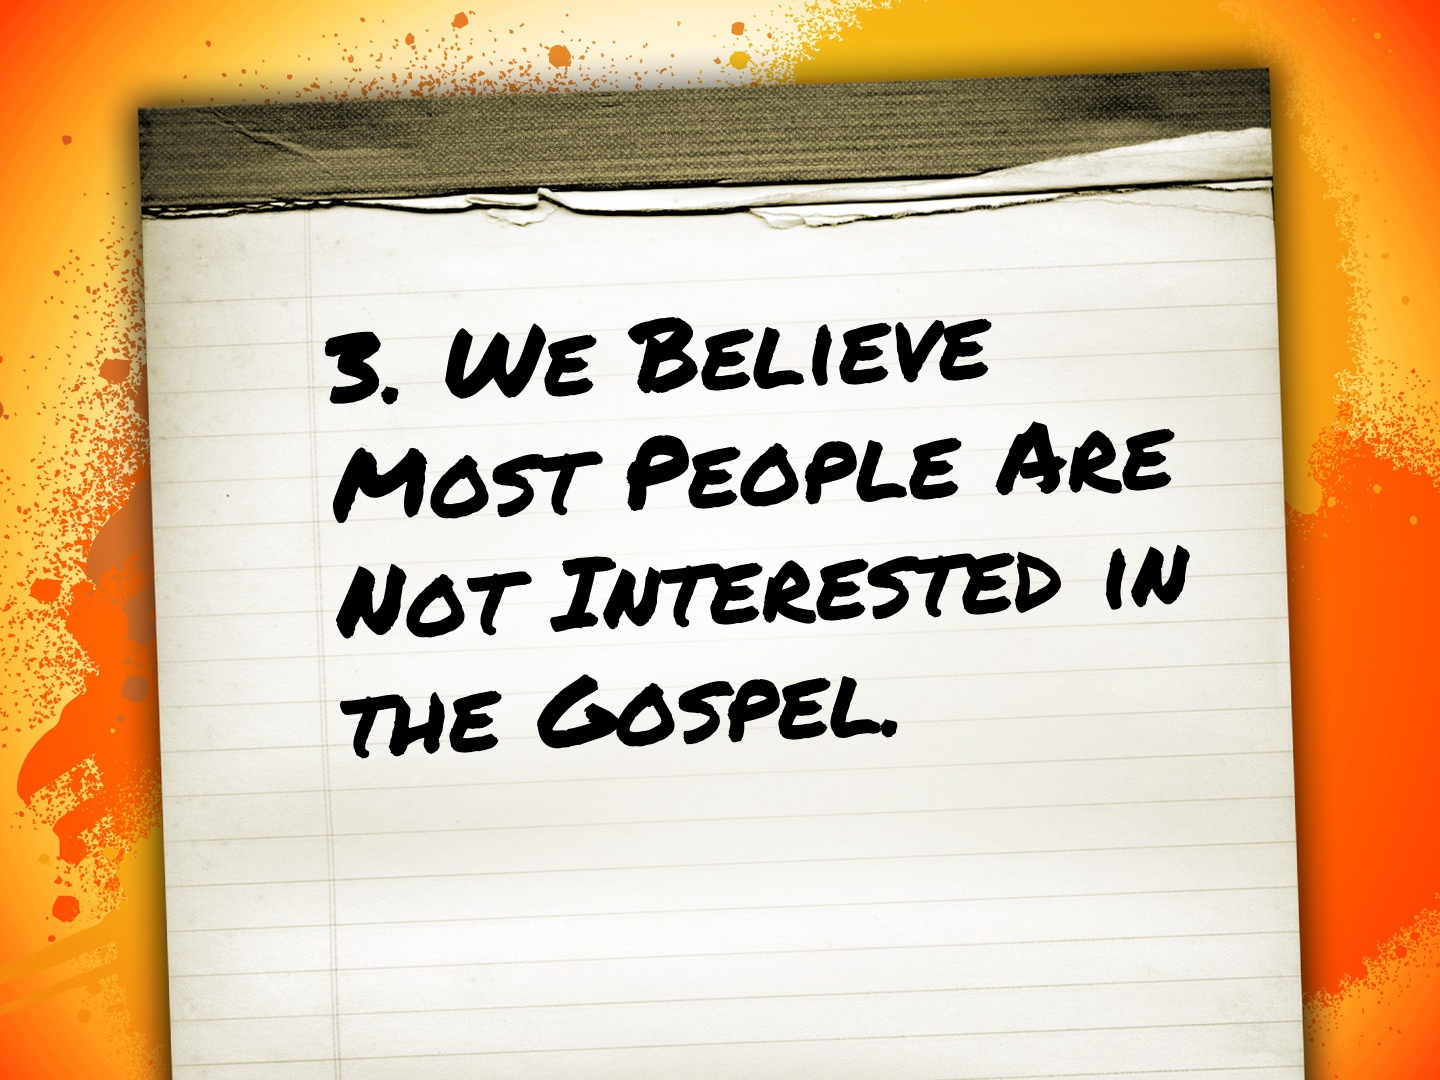 3. We Believe
Most People Are
Not Interested in
the Gospel.